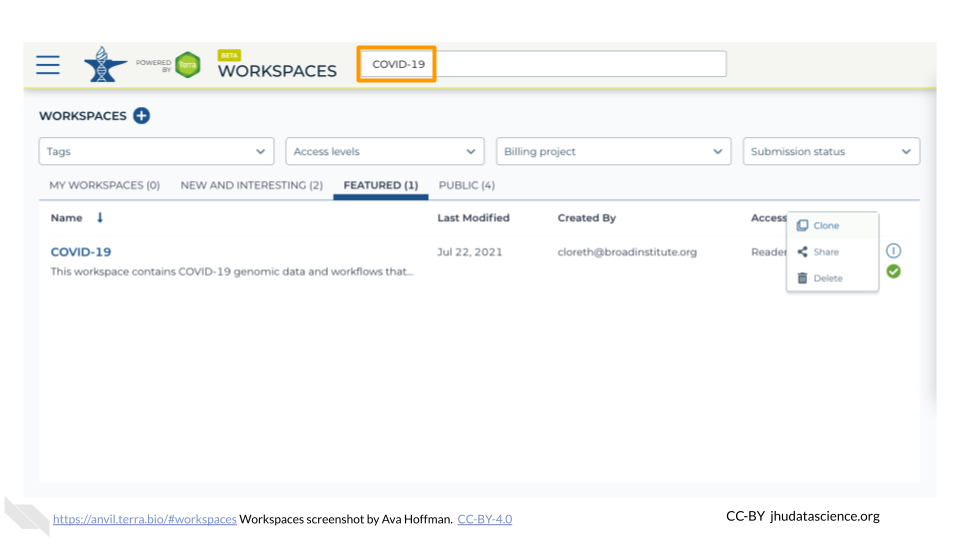 POWERED BY Terra
BETA
WORKSPACES
COVID-19
WORKSPACES
Tags Access levels Billing project Submission status
MY WORKSPACES (0) NEW AND INTERESTING (2) FEATURED (1) PUBLIC (4)
Name Last Modified Created By Access
Clone
COVID-19 Jul 22, 2021 cloreth@broadinstitute.org Reader Share
This workspace contains COVID-19 genomic data and workflows that...
Delete
https://anvil.terra.bio/#workspaces Workspaces screenshot by Ava Hoffman. CC-BY-4.0
CC-BY jhudatascience.org